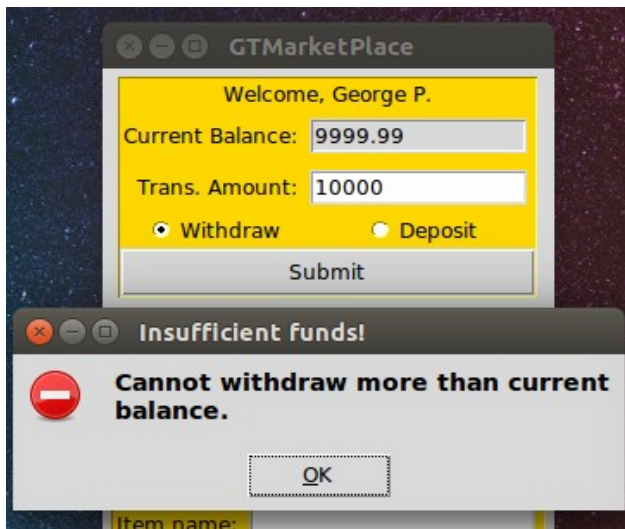 GTMarketPlace
Welcome, George P.
Current Balance: 9999.99
Trans. Amount: 10000
Withdraw Deposit
Submit
Insufficient funds!
Cannot withdraw more than current
balance.
OK
Item name: